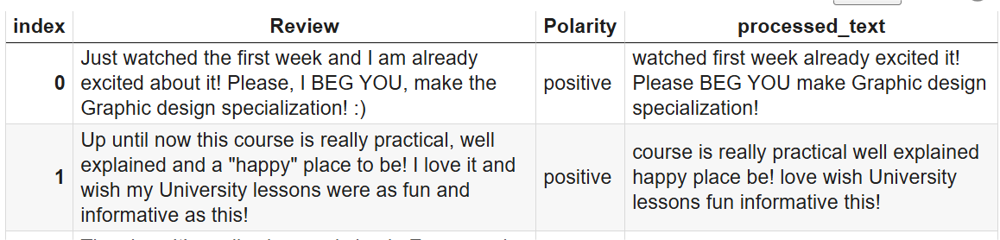 index Review Polarity processed_text
0 Just watched the first week and I am already
excited about it! Please, I BEG YOU, make the
Graphic design specialization! :)
positive
watched first week already excited it!
Please BEG YOU make Graphic design
specialization!
1 Up until now this course is really practical, well
explained and a "happy" place to be! I love it and
wish my University lessons were as fun and
informative as this!
positive
course is really practical well explained
happy place be! love wish University
lessons fun informative this!